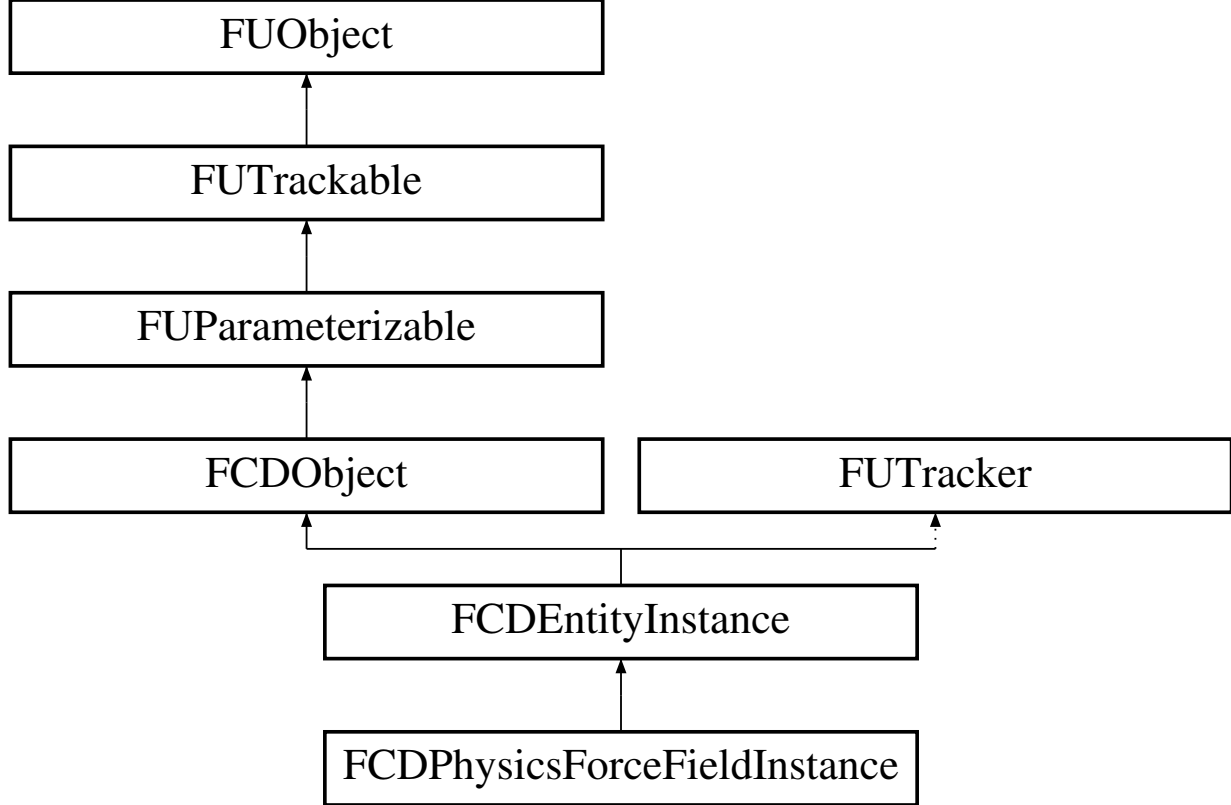 FUObject
FUTrackable
FUParameterizable
FCDObject
FUTracker
FCDEntityInstance
FCDPhysicsForceFieldInstance